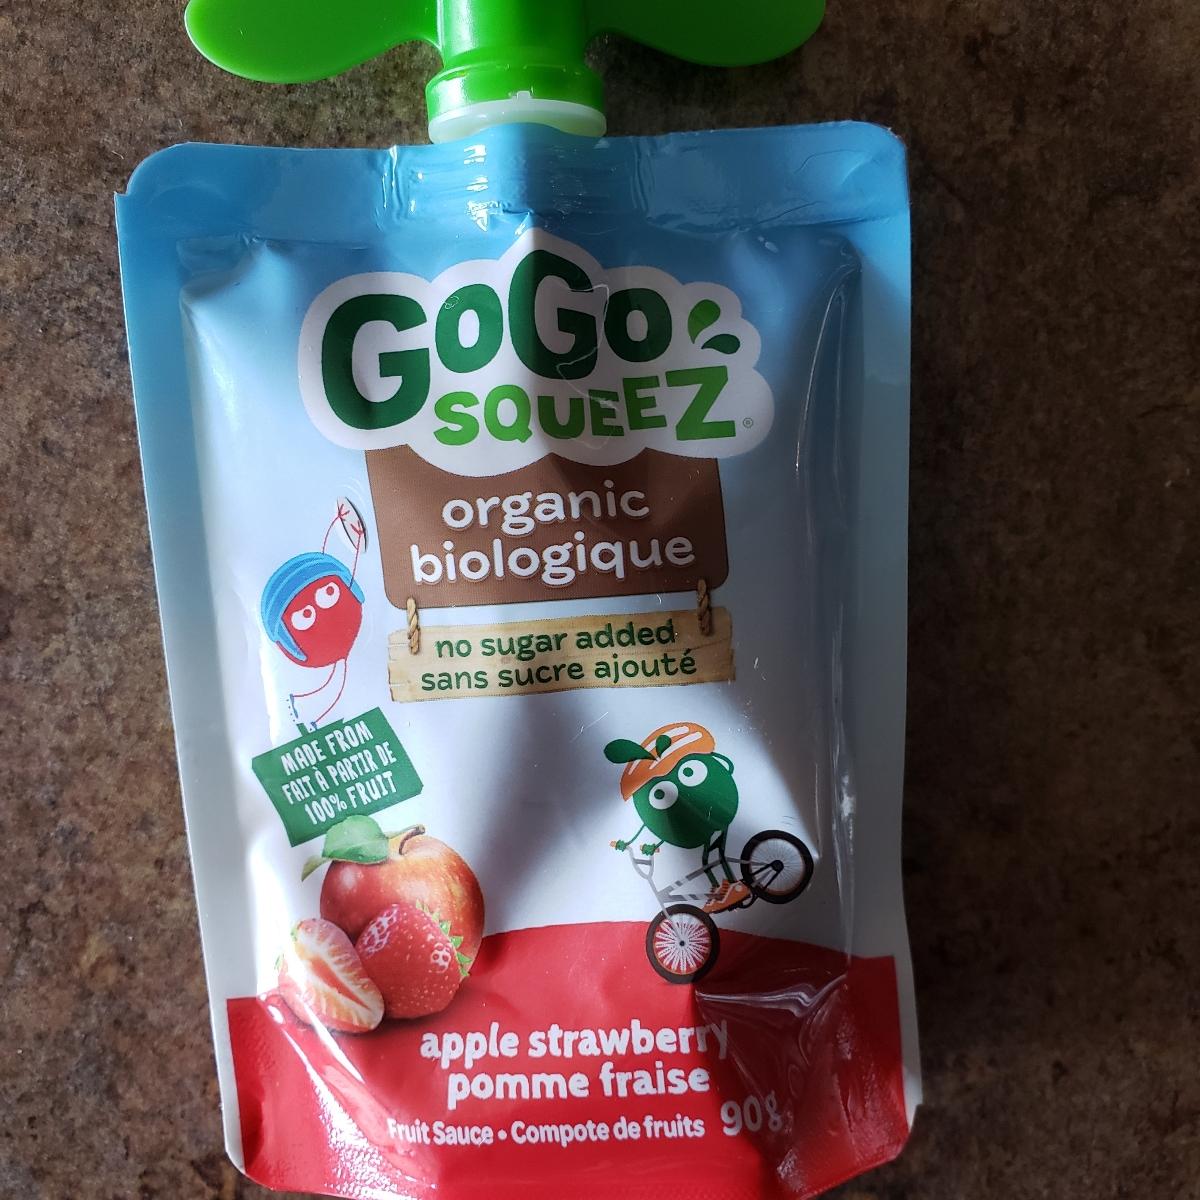 GoGo
SQUEEZ®
organic
biologique
no sugar added
sans sucre ajouté
MADE FROM
FAIT À PARTIR DE
100% FRUIT
apple strawberry
pomme fraise
Fruit Sauce • Compote de fruits 90g